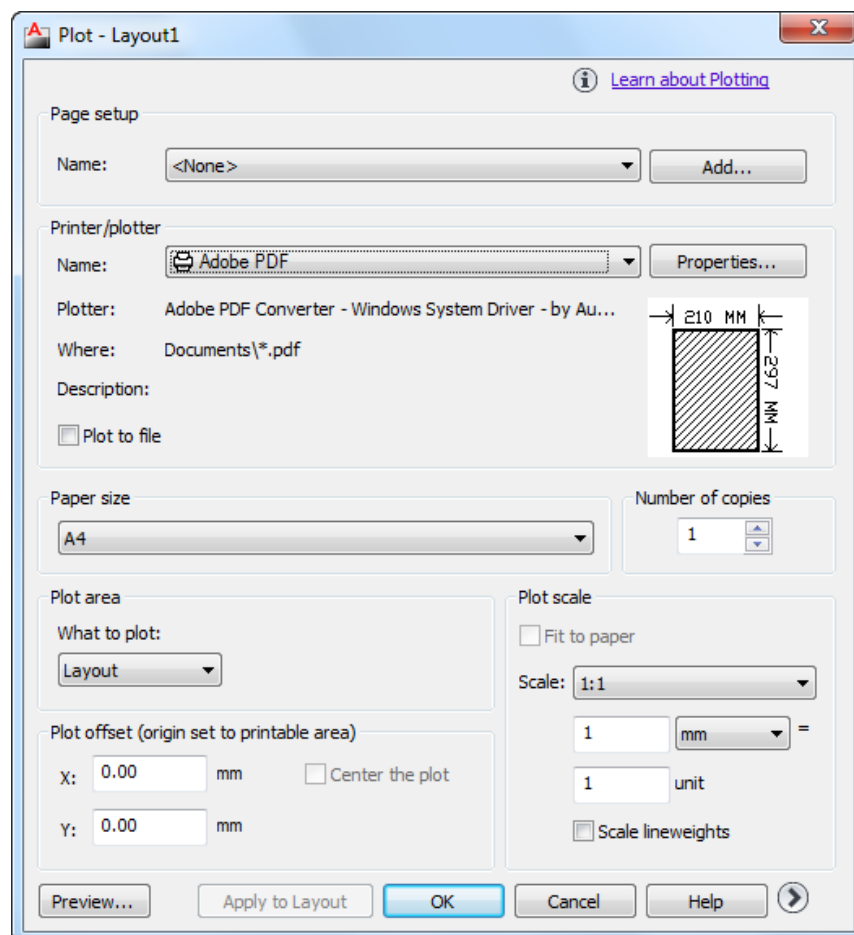 Plot - Layout1
Learn about Plotting
Page setup
Name: <None> Add...
Printer/plotter
Name: Adobe PDF Properties...
Plotter: Adobe PDF Converter - Windows System Driver - by Au...
Where: Documents\*.pdf
Description:
Plot to file
210 MM
297 MM
Paper size
A4
Number of copies
1
Plot area
What to plot:
Layout
Plot offset (origin set to printable area)
X: 0.00 mm Center the plot
Y: 0.00 mm
Plot scale
Fit to paper
Scale: 1:1
1 mm =
1 unit
Scale lineweights
Preview... Apply to Layout OK Cancel Help